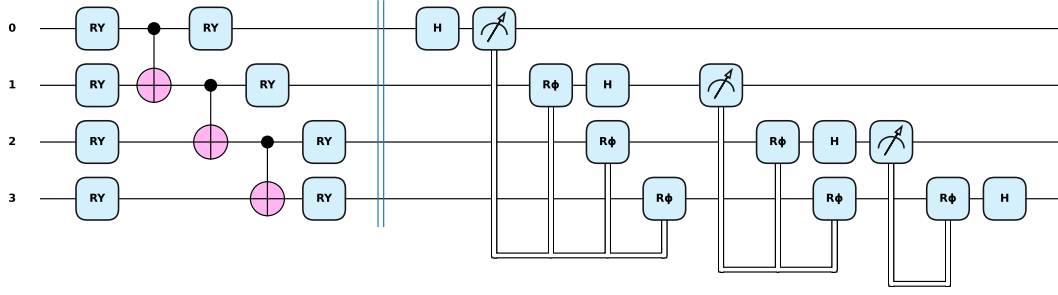 0 RY RY H
1 RY RY Rϕ H
2 RY RY Rϕ Rϕ H
3 RY RY Rϕ Rϕ Rϕ H